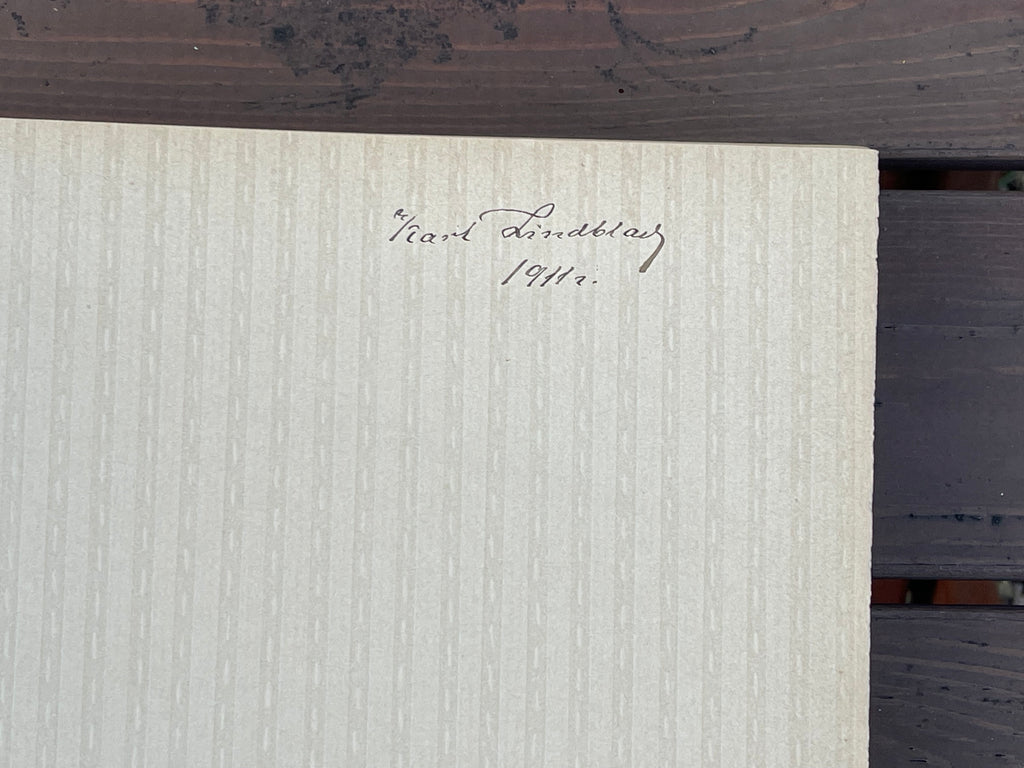 Karl Lindblad
1911 г.